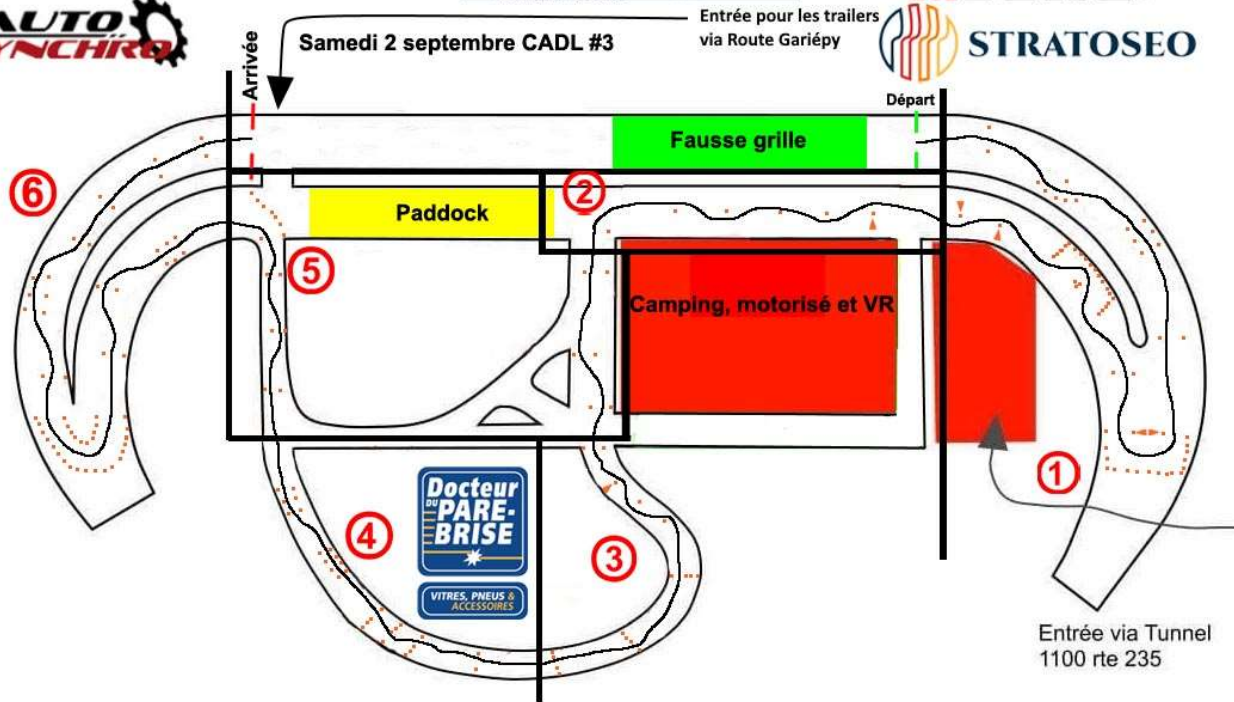 AUTO
SYNCHRO
Arrivée
Samedi 2 septembre CADL #3
Entrée pour les trailers
via Route Gariépy
STRATOSEO
Départ
Fausse grille
Paddock
2
6
5
Camping, motorisé et VR
1
Docteur
DU
PARE-
BRISE
4
3
VITRES, PNEUS &
ACCESSOIRES
Entrée via Tunnel
1100 rte 235